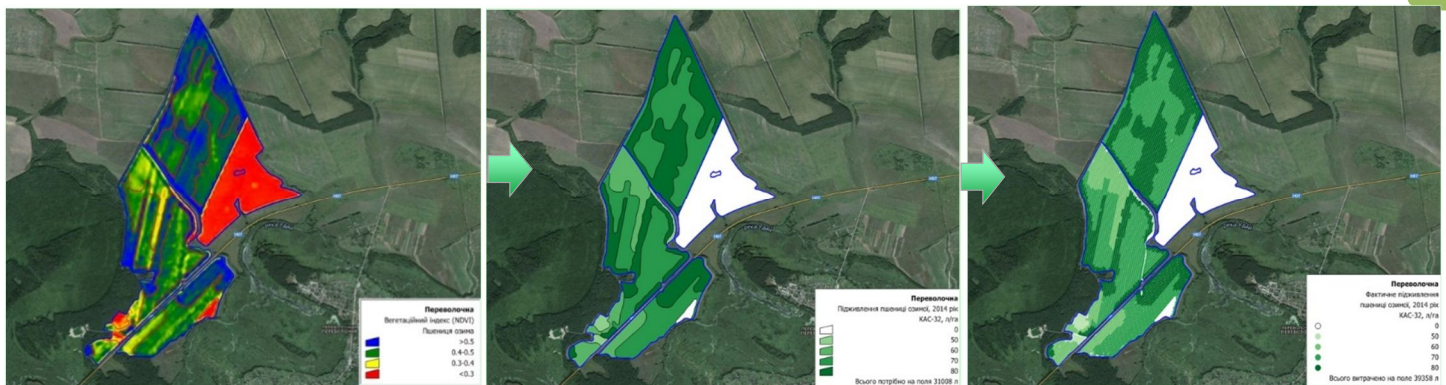 Переволочка
Вегетаційний індекс (NDVI)
Пшениця озима
>0.5
0.4-0.5
0.3-0.4
<0.3
Переволочка
Підживлення пшениці озимої, 2014 рік
КАС-32, л/га
0
50
60
70
80
Всього потрібно на поля 31008 л
Переволочка
Фактичне підживлення
пшениці озимої, 2014 рік
КАС-32, л/га
0
50
60
70
80
Всього витрачено на поле 39358 л